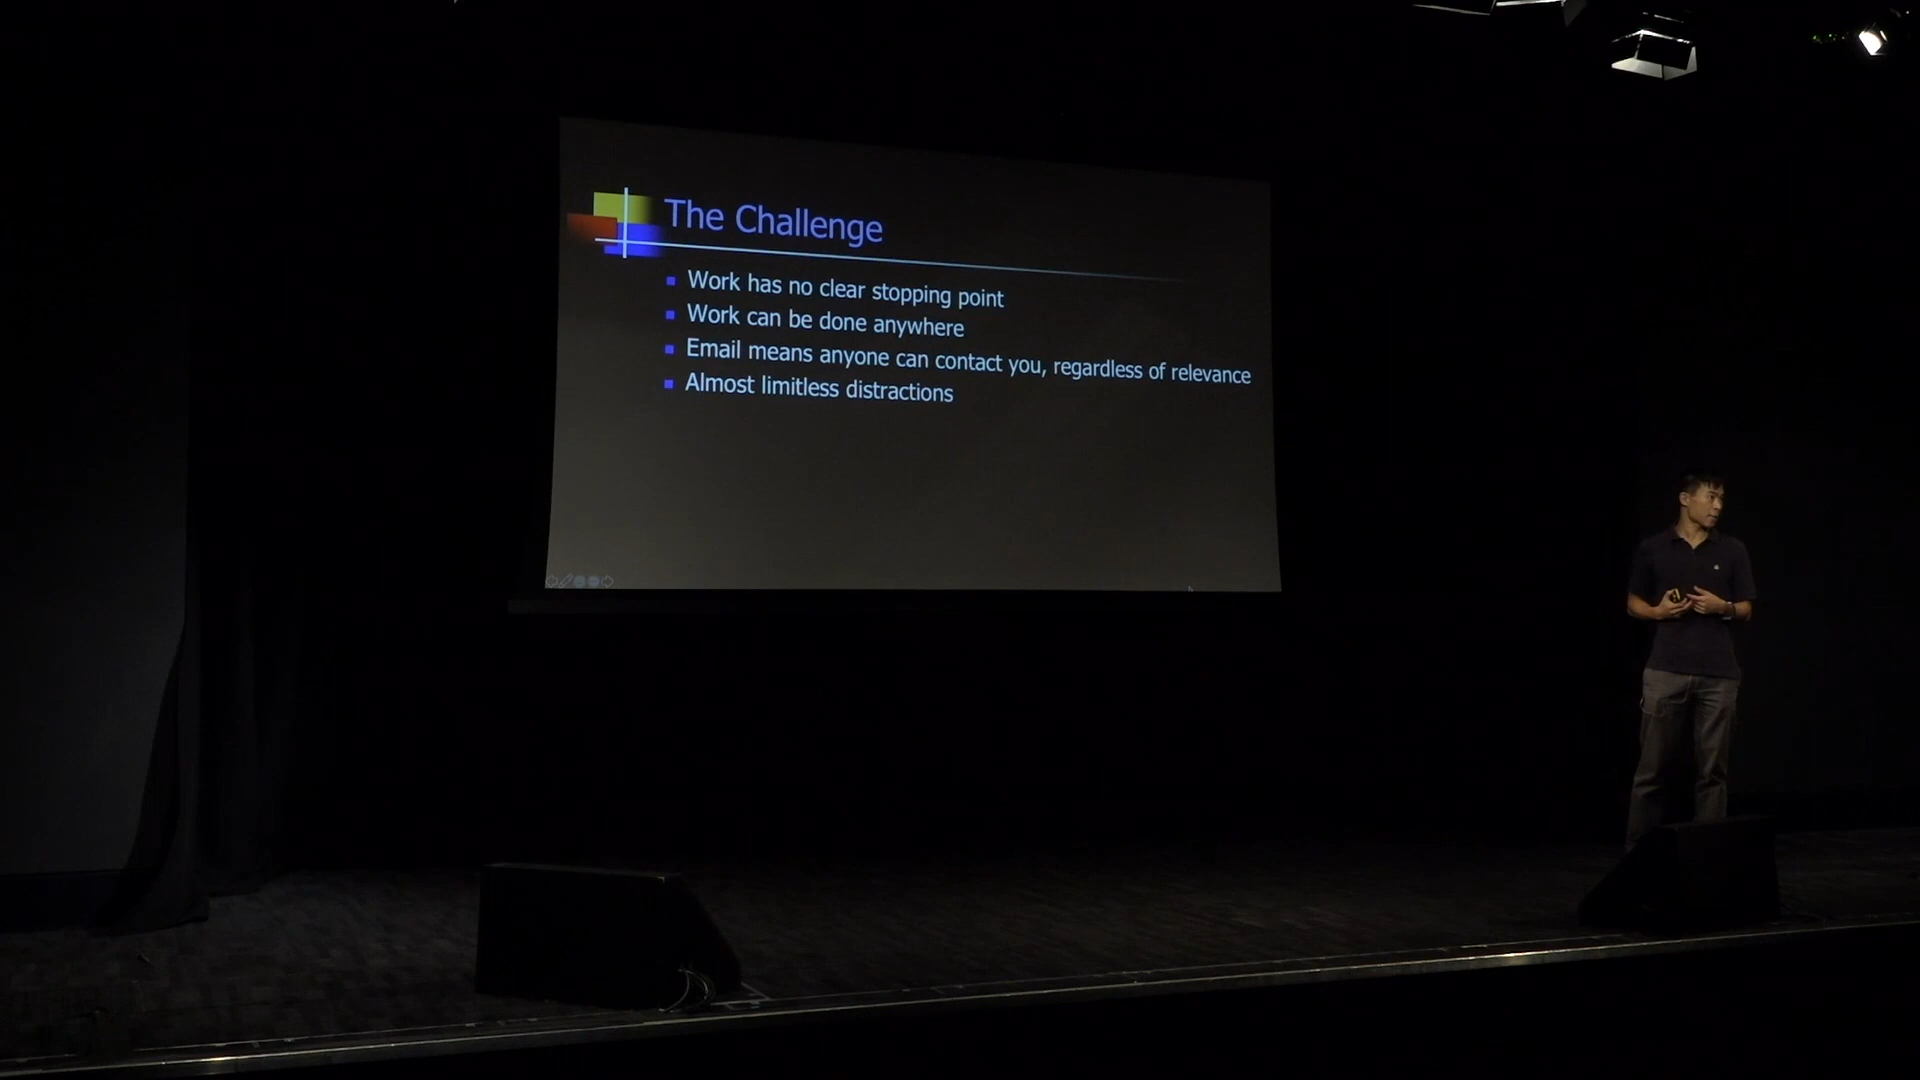 The Challenge
Work has no clear stopping point
Work can be done anywhere
Email means anyone can contact you, regardless of relevance
Almost limitless distractions